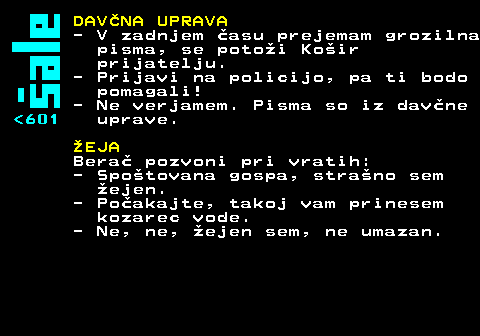 Šale
<601
DAVČNA UPRAVA
- V zadnjem času prejemam grozilna
pisma, se potoži Košir
prijatelju.
- Prijavi na policijo, pa ti bodo
pomagali!
- Ne verjamem. Pisma so iz davčne
uprave.
ŽEJA
Berač pozvoni pri vratih:
- Spoštovana gospa, strašno sem
žejen.
- Počakajte, takoj vam prinesem
kozarec vode.
- Ne, ne, žejen sem, ne umazan.